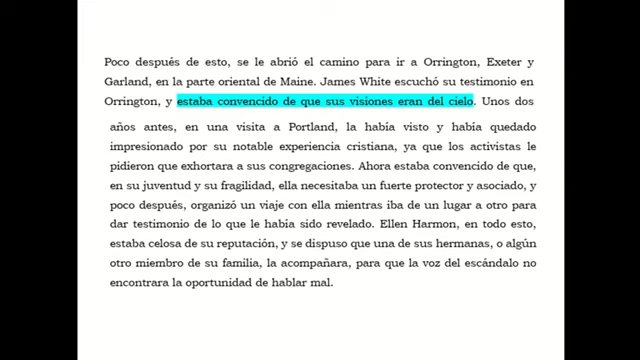 Poco después de esto, se le abrió el camino para ir a Orrington, Exeter y
Garland, en la parte oriental de Maine. James White escuchó su testimonio en
Orrington, y estaba convencido de que sus visiones eran del cielo. Unos dos
años antes, en una visita a Portland, la había visto y había quedado
impresionado por su notable experiencia cristiana, ya que los activistas le
pidieron que exhortara a sus congregaciones. Ahora estaba convencido de que,
en su juventud y su fragilidad, ella necesitaba un fuerte protector y asociado, y
poco después, organizó un viaje con ella mientras iba de un lugar a otro para
dar testimonio de lo que le había sido revelado. Ellen Harmon, en todo esto,
estaba celosa de su reputación, y se dispuso que una de sus hermanas, o algún
otro miembro de su familia, la acompañara, para que la voz del escándalo no
encontrara la oportunidad de hablar mal.